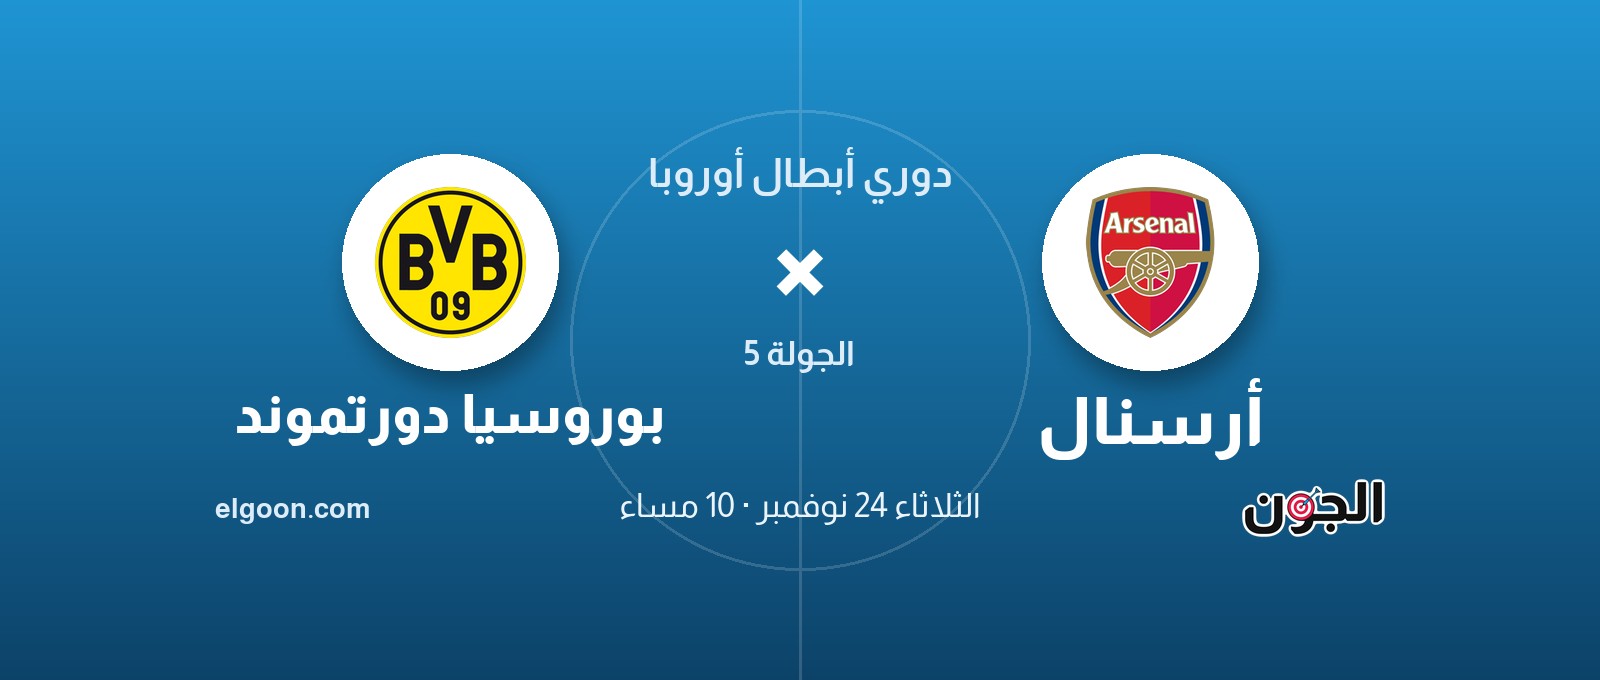 دوري أبطال أوروبا
Arsenal
BVB
09
×
الجولة 5
أرسنال
بوروسيا دورتموند
الثلاثاء 24 نوفمبر · 10 مساء
الجون
elgoon.com